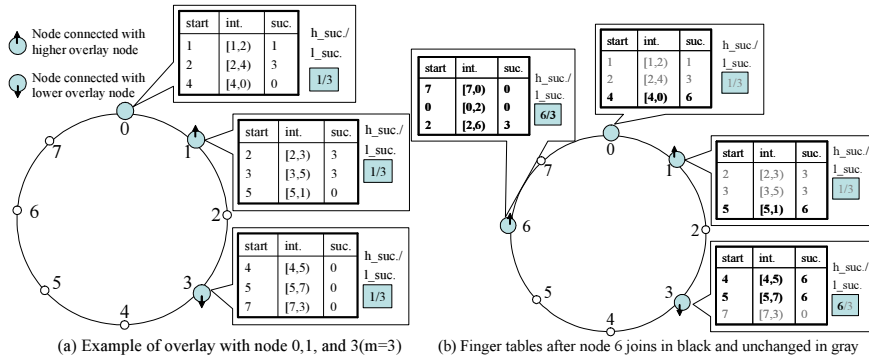 Node connected with
higher overlay node
Node connected with
lower overlay node
start int. suc.
1 [1,2) 1
2 [2,4) 3
4 [4,0) 0
h_suc./
l_suc.
1/3
start int. suc.
2 [2,3) 3
3 [3,5) 3
5 [5,1) 0
h_suc./
l_suc.
1/3
start int. suc.
4 [4,5) 0
5 [5,7) 0
7 [7,3) 0
h_suc./
l_suc.
1/3
0
1
2
3
4
5
6
7
(a) Example of overlay with node 0,1, and 3(m=3)
start int. suc.
7 [7,0) 0
0 [0,2) 0
2 [2,6) 3
h_suc./
l_suc.
6/3
start int. suc.
1 [1,2) 1
2 [2,4) 3
4 [4,0) 6
h_suc./
l_suc.
1/3
start int. suc.
2 [2,3) 3
3 [3,5) 3
5 [5,1) 6
h_suc./
l_suc.
1/3
start int. suc.
4 [4,5) 6
5 [5,7) 6
7 [7,3) 0
h_suc./
l_suc.
6/3
0
1
2
3
4
5
6
7
(b) Finger tables after node 6 joins in black and unchanged in gray